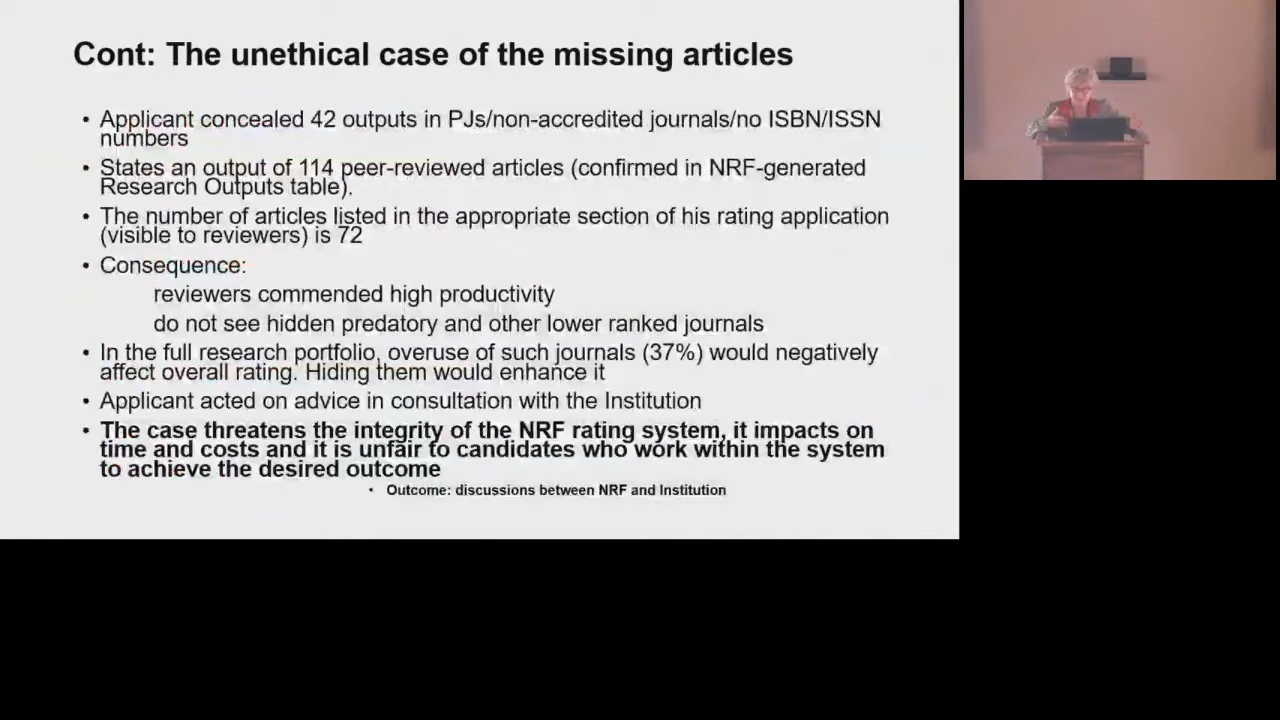 Cont: The unethical case of the missing articles
• Applicant concealed 42 outputs in PJs/non-accredited journals/no ISBN/ISSN
numbers
• States an output of 114 peer-reviewed articles (confirmed in NRF-generated
Research Outputs table).
• The number of articles listed in the appropriate section of his rating application
(visible to reviewers) is 72
• Consequence:
reviewers commended high productivity
do not see hidden predatory and other lower ranked journals
• In the full research portfolio, overuse of such journals (37%) would negatively
affect overall rating. Hiding them would enhance it
• Applicant acted on advice in consultation with the Institution
• The case threatens the integrity of the NRF rating system, it impacts on
time and costs and it is unfair to candidates who work within the system
to achieve the desired outcome
• Outcome: discussions between NRF and Institution